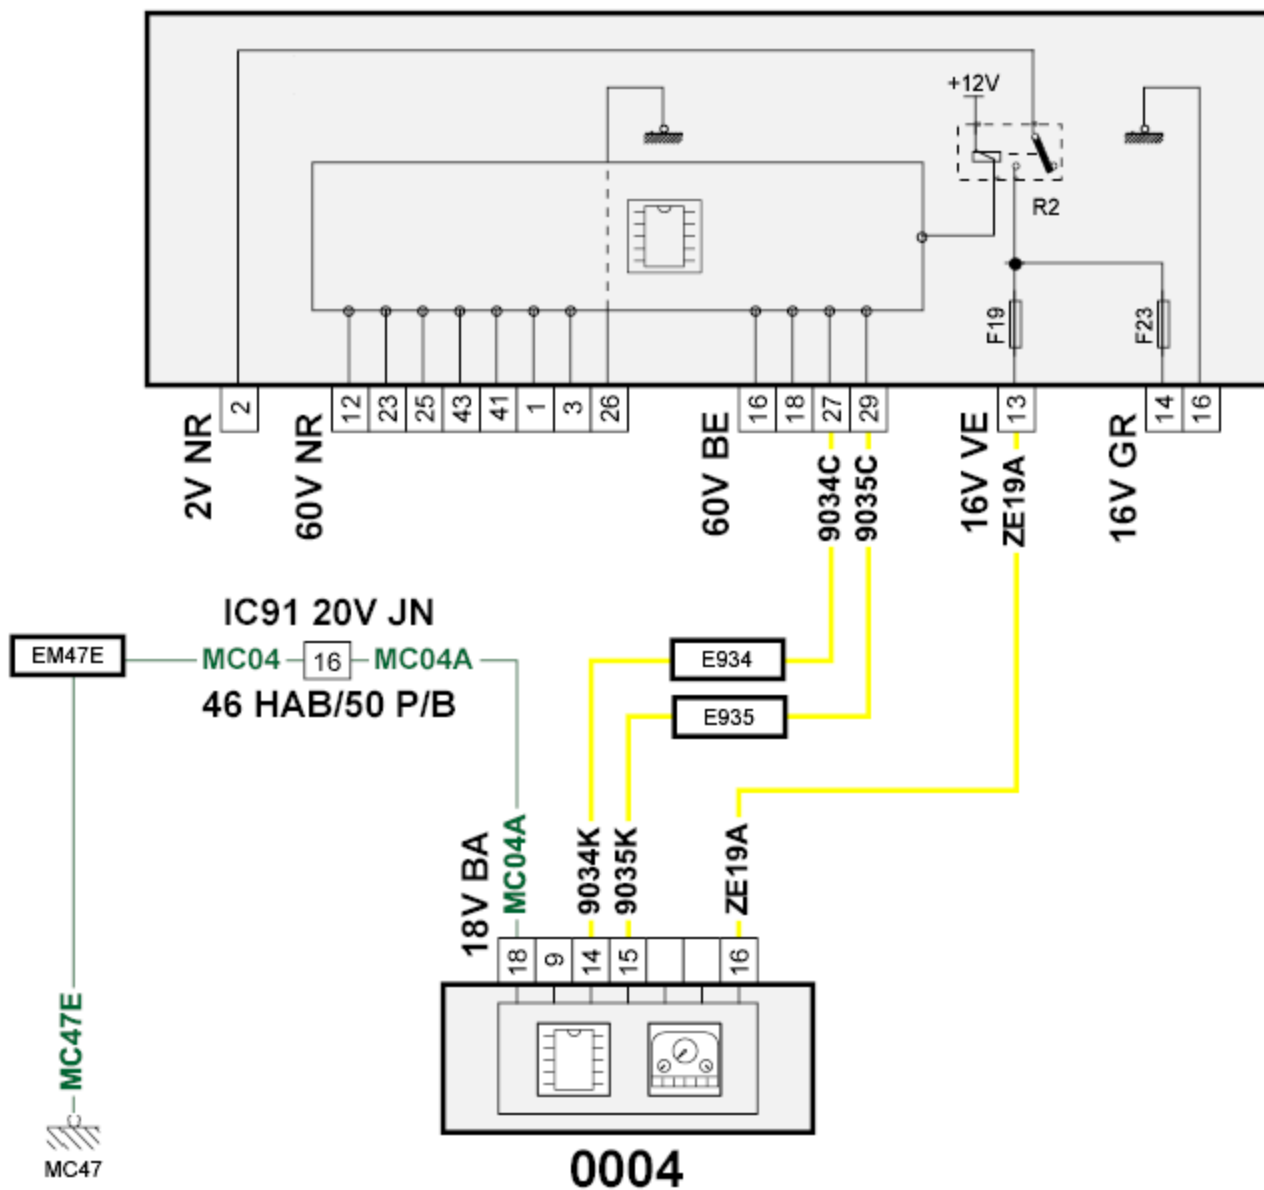 +12V
R2
F19
F23
2
12
23
25
43
41
1
3
26
16
18
27
29
13
14
16
2V NR
60V NR
60V BE
9034C
9035C
16V VE
ZE19A
16V GR
IC91 20V JN
EM47E
MC04
16
MC04A
46 HAB/50 P/B
E934
E935
18V BA
MC04A
9034K
9035K
ZE19A
18
9
14
15
16
MC47E
MC47
0004